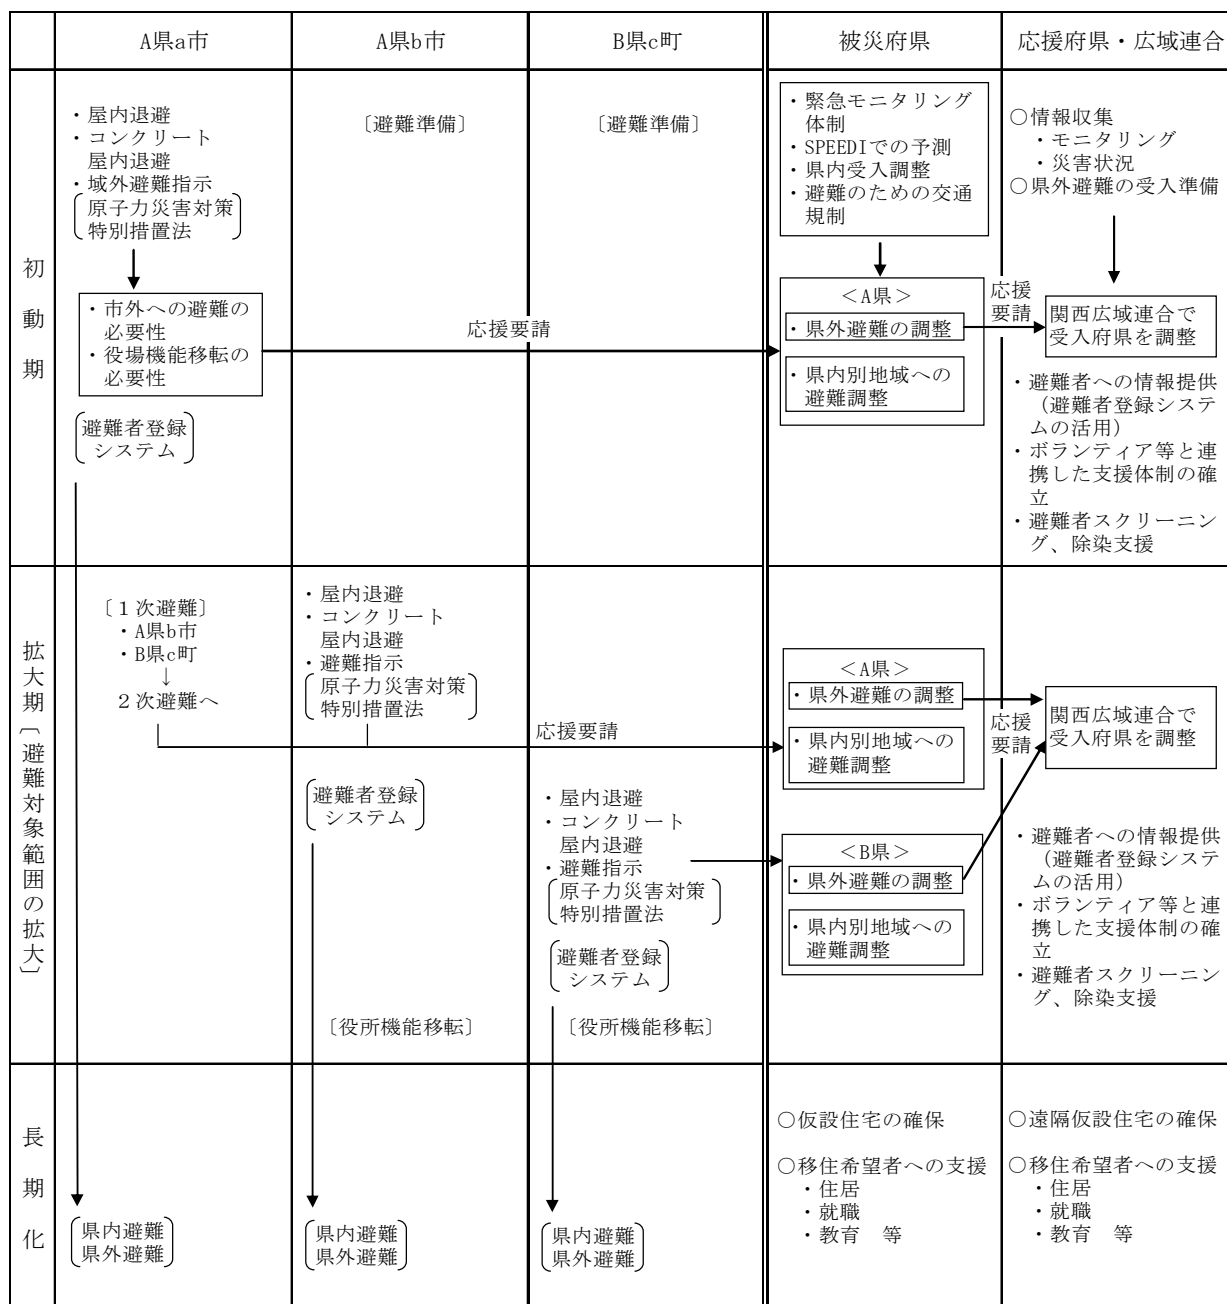 A県a市
A県b市
B県c町
被災府県
応援府県・広域連合
初動期
・屋内退避
・コンクリート
屋内退避
・域外避難指示
原子力災害対策
特別措置法
・市外への避難の
必要性
・役場機能移転の
必要性
避難者登録
システム
〔避難準備〕
〔避難準備〕
応援要請
・緊急モニタリング
体制
・SPEEDIでの予測
・県内受入調整
・避難のための交通
規制
＜A県＞
・県外避難の調整
・県内別地域への
避難調整
応援
要請
○情報収集
・モニタリング
・災害状況
○県外避難の受入準備
関西広域連合で
受入府県を調整
・避難者への情報提供
（避難者登録システ
ムの活用）
・ボランティア等と連
携した支援体制の確
立
・避難者スクリーニン
グ、除染支援
拡大期〔避難対象範囲の拡大〕
〔１次避難〕
・A県b市
・B県c町
↓
２次避難へ
・屋内退避
・コンクリート
屋内退避
・避難指示
原子力災害対策
特別措置法
応援要請
避難者登録
システム
〔役所機能移転〕
・屋内退避
・コンクリート
屋内退避
・避難指示
原子力災害対策
特別措置法
避難者登録
システム
〔役所機能移転〕
＜A県＞
・県外避難の調整
・県内別地域への
避難調整
＜B県＞
・県外避難の調整
・県内別地域への
避難調整
応援
要請
関西広域連合で
受入府県を調整
・避難者への情報提供
（避難者登録システ
ムの活用）
・ボランティア等と連
携した支援体制の確
立
・避難者スクリーニン
グ、除染支援
長期化
県内避難
県外避難
県内避難
県外避難
県内避難
県外避難
○仮設住宅の確保
○移住希望者への支援
・住居
・就職
・教育　等
○遠隔仮設住宅の確保
○移住希望者への支援
・住居
・就職
・教育　等